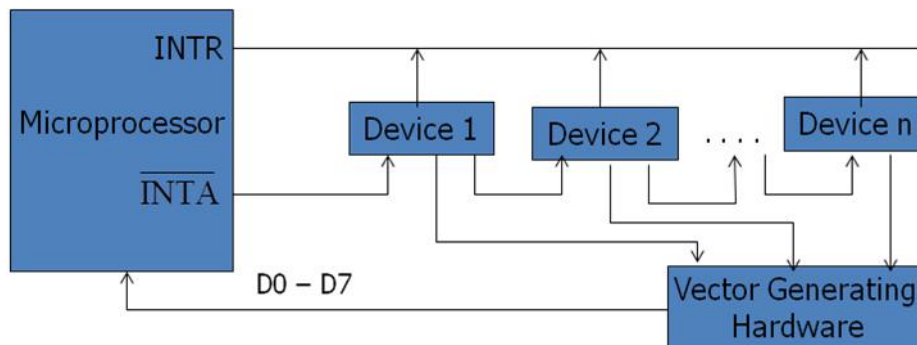 INTR
Microprocessor
Device 1
Device 2
. . . .
Device n
INTA
D0 – D7
Vector Generating
Hardware